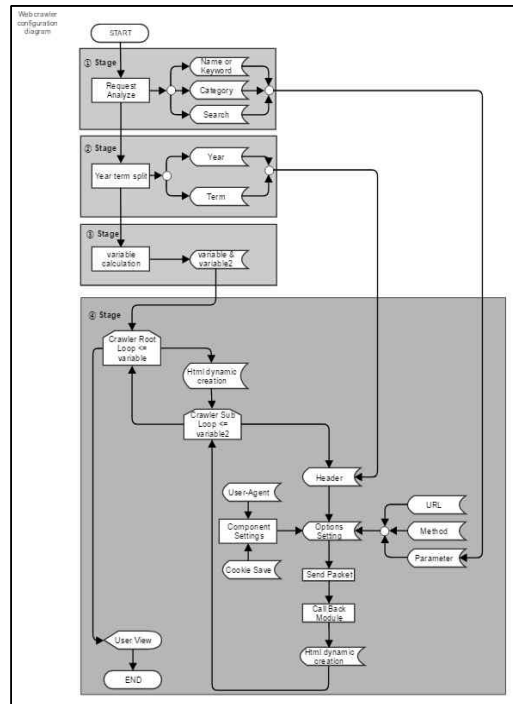 Web crawler
configuration
diagram
START
① Stage
Request
Analyze
Name or
Keyword
Category
Search
② Stage
Year term split
Year
Term
③ Stage
variable
calculation
variable &
variable2
④ Stage
Crawler Root
Loop <=
variable
Html dynamic
creation
Crawler Sub
Loop <=
variable2
Header
User-Agent
URL
Component
Settings
Options
Setting
Method
Cookie Save
Parameter
Send Packet
Call Back
Module
Html dynamic
creation
User View
END